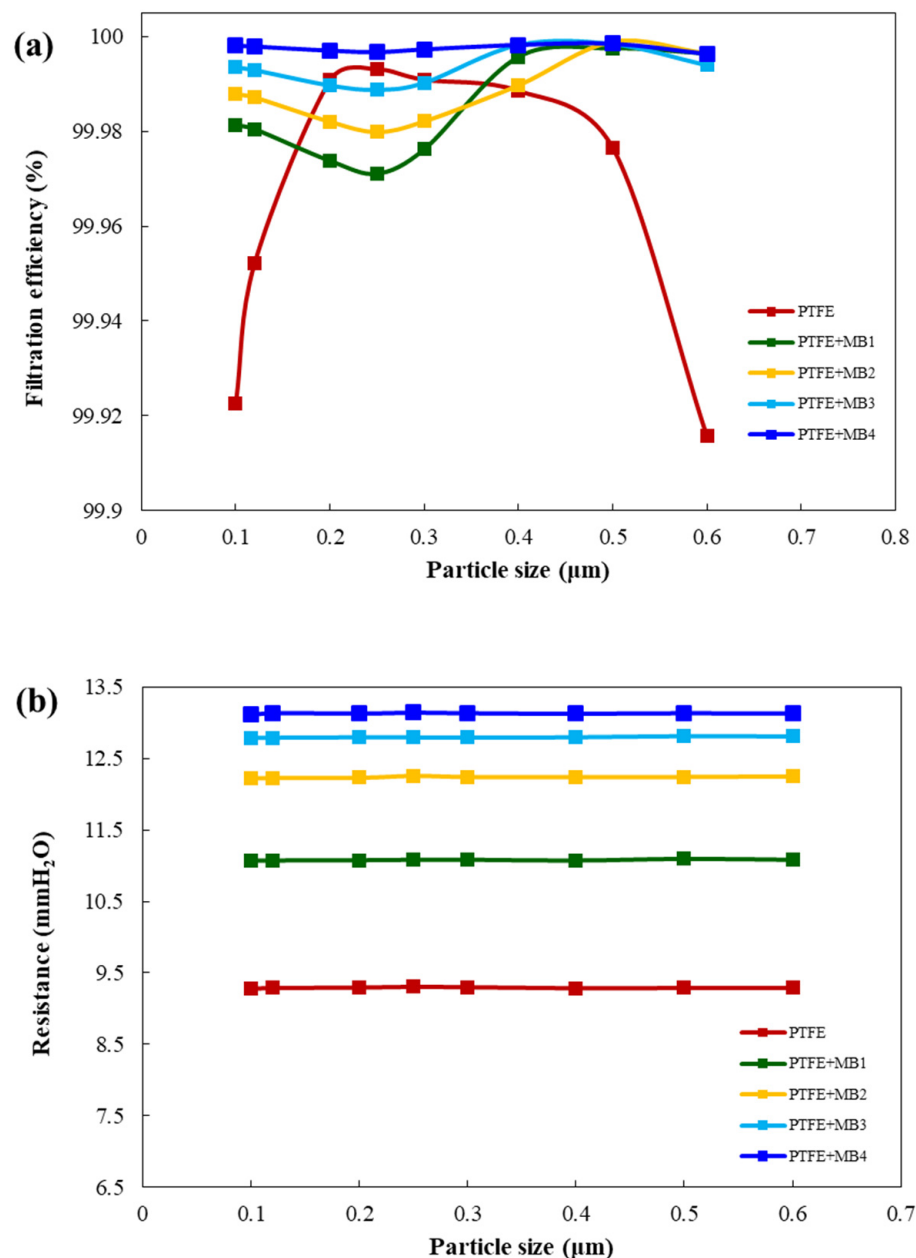 (a)
Filtration efficiency (%)
100
99.98
99.96
99.94
99.92
99.9
0 0.1 0.2 0.3 0.4 0.5 0.6 0.7 0.8
Particle size (μm)
PTFE
PTFE+MB1
PTFE+MB2
PTFE+MB3
PTFE+MB4
(b)
Resistance (mmH₂O)
13.5
12.5
11.5
10.5
9.5
8.5
7.5
6.5
0 0.1 0.2 0.3 0.4 0.5 0.6 0.7
Particle size (μm)
PTFE
PTFE+MB1
PTFE+MB2
PTFE+MB3
PTFE+MB4